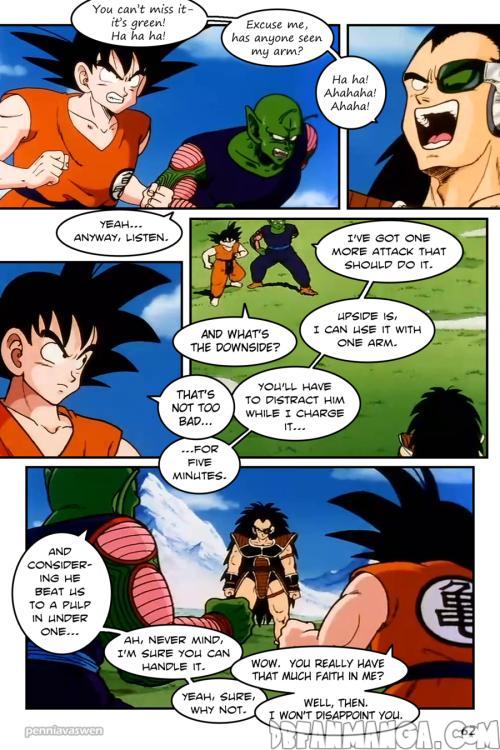 You can't miss it-
it's green!
Ha ha ha!
Excuse me,
has anyone seen
my arm?
Ha ha!
Ahahaha!
Ahaha!
YEAH...
ANYWAY, LISTEN.
I'VE GOT ONE
MORE ATTACK THAT
SHOULD DO IT.
AND WHAT'S
THE DOWNSIDE?
UPSIDE IS,
I CAN USE IT WITH
ONE ARM.
YOU'LL HAVE
TO DISTRACT HIM
WHILE I CHARGE
IT...
THAT'S
NOT TOO
BAD...
...FOR
FIVE
MINUTES.
AND
CONSIDER-
ING HE
BEAT US
TO A PULP
IN UNDER
ONE...
AH, NEVER MIND,
I'M SURE YOU CAN
HANDLE IT.
WOW. YOU REALLY HAVE
THAT MUCH FAITH IN ME?
YEAH, SURE,
WHY NOT.
WELL, THEN.
I WON'T DISAPPOINT YOU.
亀
penniavaswen
62
DBFANMANGA.COM